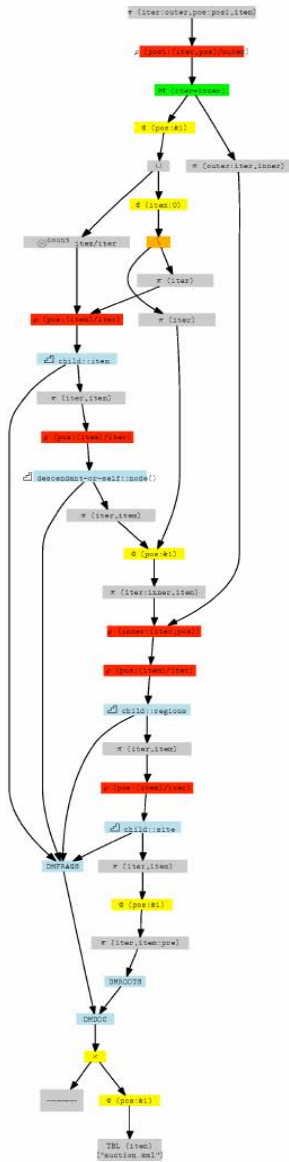 π (iter:outer,pos:pos1,item)
ρ (pos1:(iter,pos)/outer)
⋈ (iter=inner)
@ (pos:#1)
∪
π (outer:iter,inner)
@ (item:0)
count item/iter
\
π (iter)
ρ (pos:(item)/iter)
π (iter)
child::item
π (iter,item)
ρ (pos:(item)/iter)
descendant-or-self::node()
π (iter,item)
@ (pos:#1)
π (iter:inner,item)
ρ (inner:(iter,pos))
ρ (pos:(item)/iter)
child::regions
π (iter,item)
ρ (pos:(item)/iter)
child::site
DMFRAGS
π (iter,item)
@ (pos:#1)
π (iter,item:pre)
DMROOTS
DMDOC
×
@ (pos:#1)
TBL (item)
["auction.xml"]